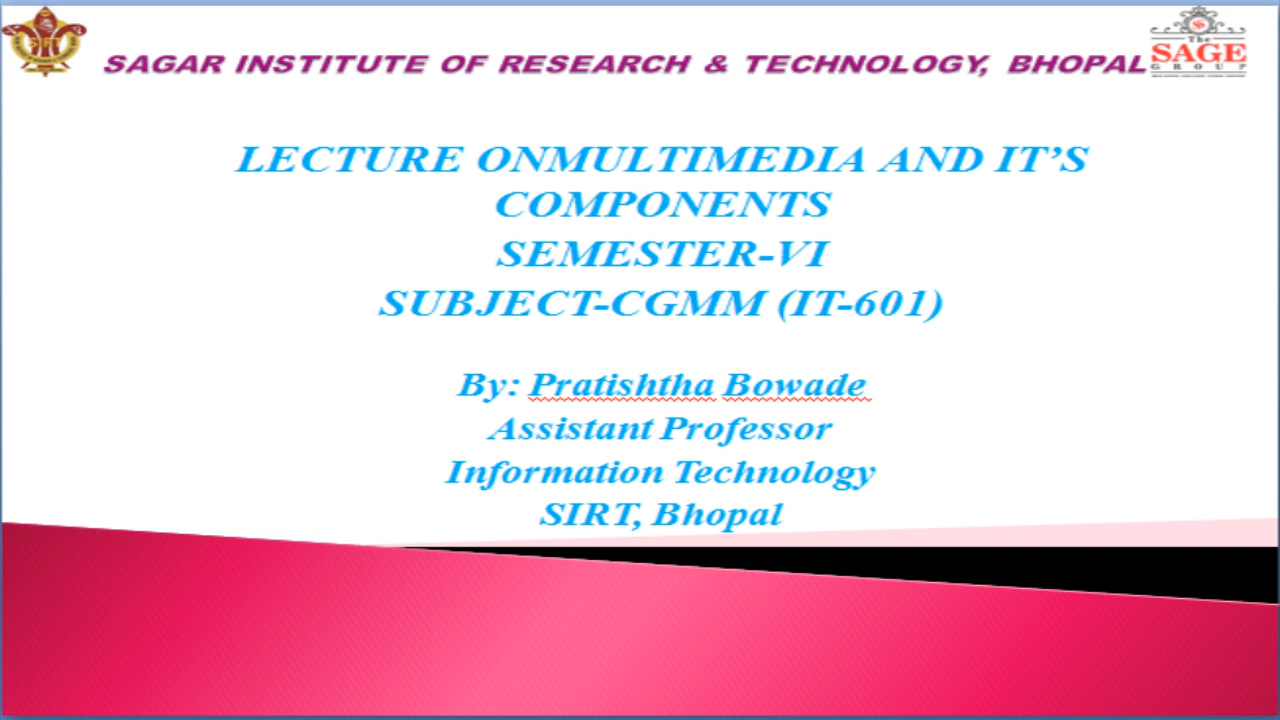 SIRT
SAGAR INSTITUTE OF RESEARCH & TECHNOLOGY, BHOPAL
The
SAGE
GROUP
LECTURE ONMULTIMEDIA AND IT’S
COMPONENTS
SEMESTER-VI
SUBJECT-CGMM (IT-601)
By: Pratishtha Bowade
Assistant Professor
Information Technology
SIRT, Bhopal